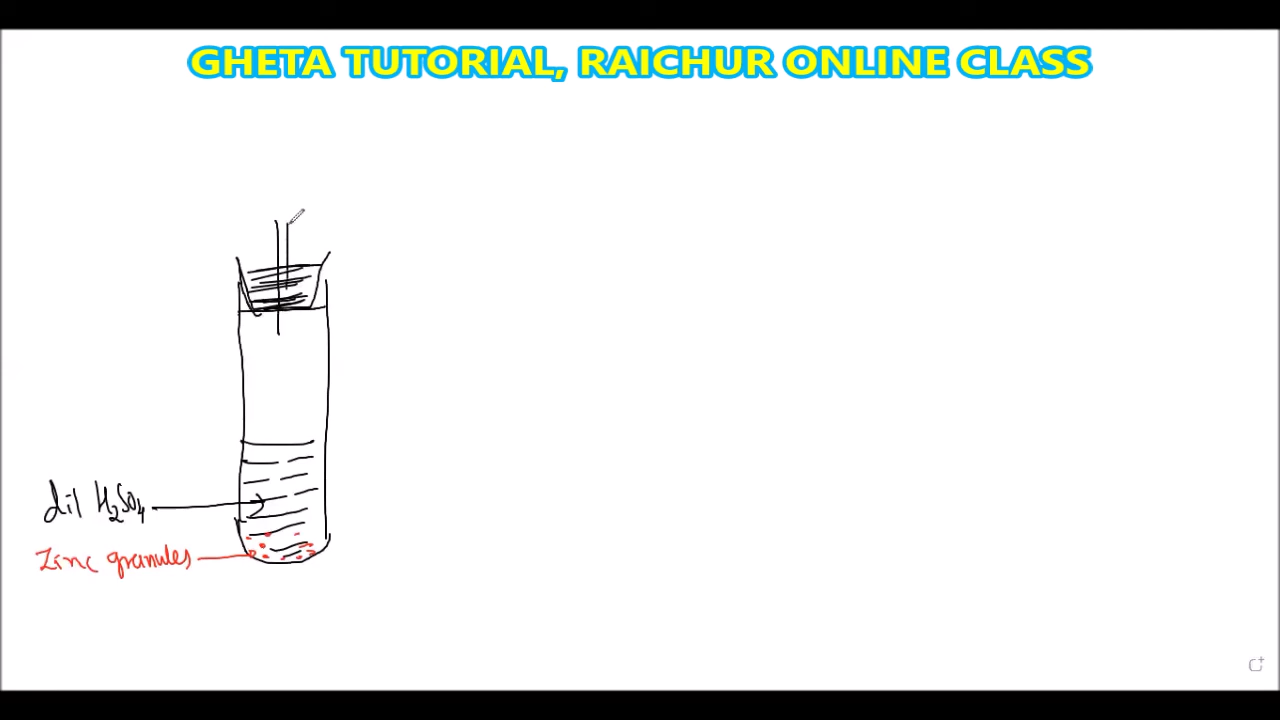 GHETA TUTORIAL, RAICHUR ONLINE CLASS
dil H₂SO₄
Zinc granules